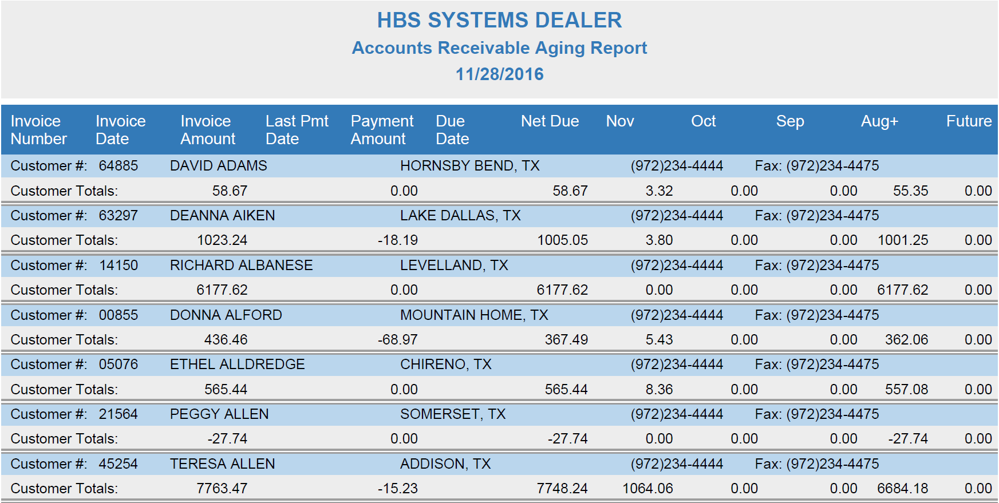 HBS SYSTEMS DEALER
Accounts Receivable Aging Report
11/28/2016
Invoice Number Invoice Date Invoice Amount Last Pmt Date Payment Amount Due Date Net Due Nov Oct Sep Aug+ Future
Customer #: 64885 DAVID ADAMS HORNSBY BEND, TX (972)234-4444 Fax: (972)234-4475
Customer Totals: 58.67 0.00 58.67 3.32 0.00 0.00 55.35 0.00
Customer #: 63297 DEANNA AIKEN LAKE DALLAS, TX (972)234-4444 Fax: (972)234-4475
Customer Totals: 1023.24 -18.19 1005.05 3.80 0.00 0.00 1001.25 0.00
Customer #: 14150 RICHARD ALBANESE LEVELLAND, TX (972)234-4444 Fax: (972)234-4475
Customer Totals: 6177.62 0.00 6177.62 0.00 0.00 0.00 6177.62 0.00
Customer #: 00855 DONNA ALFORD MOUNTAIN HOME, TX (972)234-4444 Fax: (972)234-4475
Customer Totals: 436.46 -68.97 367.49 5.43 0.00 0.00 362.06 0.00
Customer #: 05076 ETHEL ALLDREDGE CHIRENO, TX (972)234-4444 Fax: (972)234-4475
Customer Totals: 565.44 0.00 565.44 8.36 0.00 0.00 557.08 0.00
Customer #: 21564 PEGGY ALLEN SOMERSET, TX (972)234-4444 Fax: (972)234-4475
Customer Totals: -27.74 0.00 -27.74 0.00 0.00 0.00 -27.74 0.00
Customer #: 45254 TERESA ALLEN ADDISON, TX (972)234-4444 Fax: (972)234-4475
Customer Totals: 7763.47 -15.23 7748.24 1064.06 0.00 0.00 6684.18 0.00